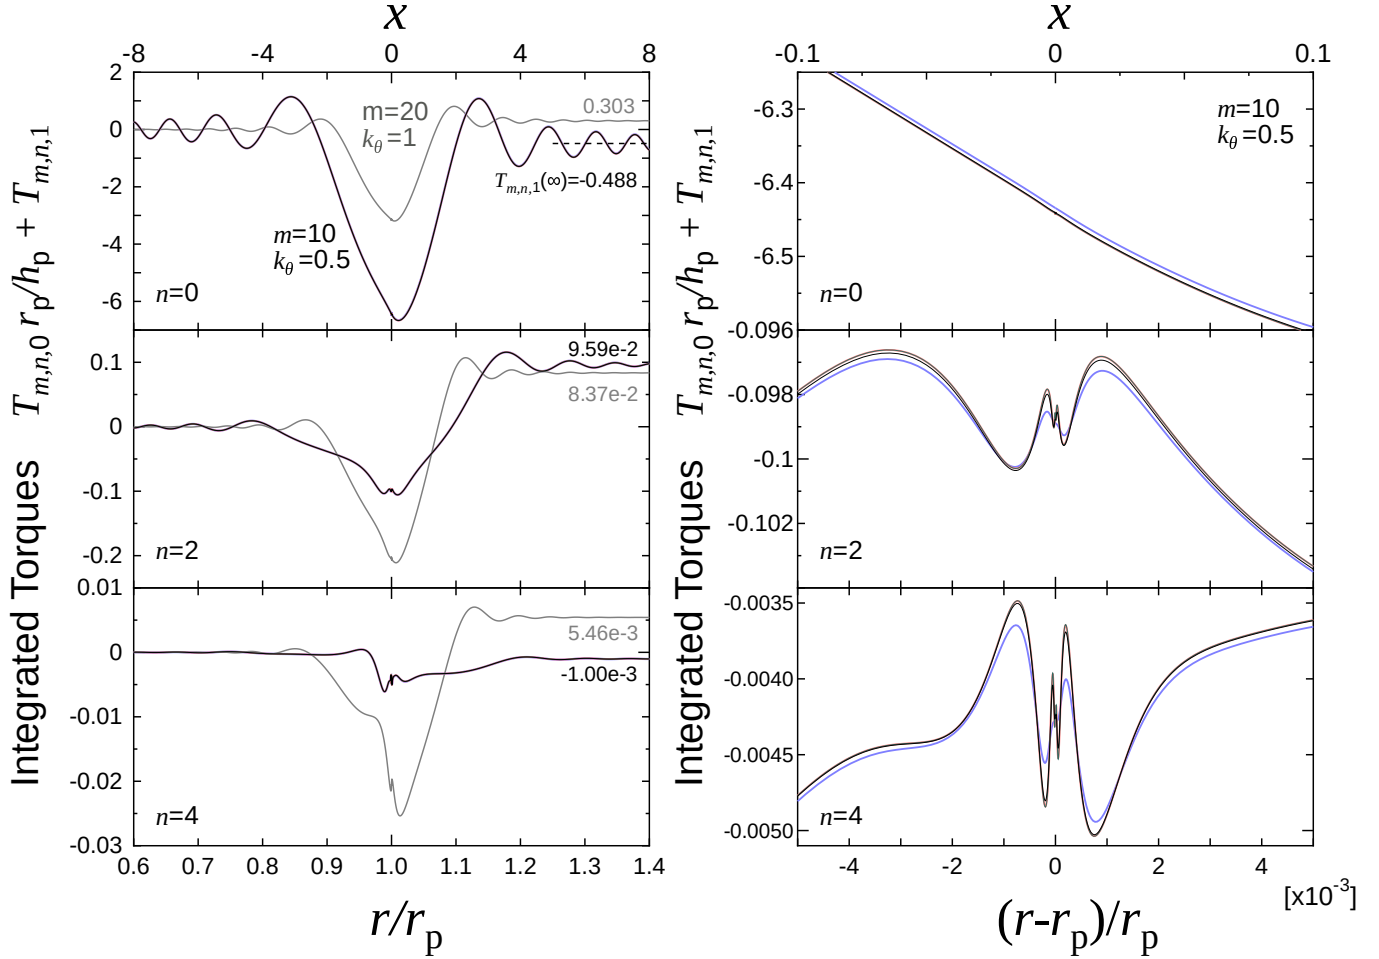 x
-8 -4 0 4 8
2
0
-2
-4
-6
m=20
kθ=1
0.303
Tm,n,1(∞)=-0.488
m=10
kθ=0.5
n=0
0.1
0
-0.1
-0.2
9.59e-2
8.37e-2
n=2
0.01
0
-0.01
-0.02
-0.03
5.46e-3
-1.00e-3
n=4
0.6 0.7 0.8 0.9 1.0 1.1 1.2 1.3 1.4
r/rp
Integrated Torques Tm,n,0 rp/hp + Tm,n,1
x
-0.1 0 0.1
-6.3
-6.4
-6.5
m=10
kθ=0.5
n=0
-0.096
-0.098
-0.1
-0.102
n=2
-0.0035
-0.0040
-0.0045
-0.0050
n=4
-4 -2 0 2 4
[x10-3]
(r-rp)/rp
Integrated Torques Tm,n,0 rp/hp + Tm,n,1